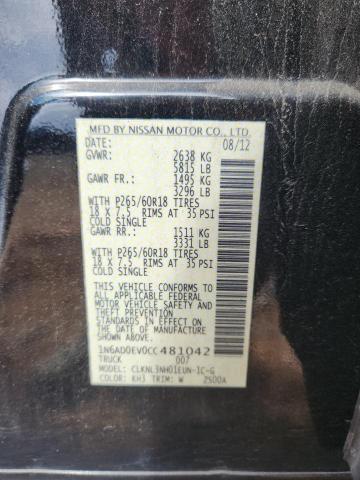 MFD BY NISSAN MOTOR CO., LTD.
DATE: 08/12
GVWR: 2638 KG
5815 LB
GAWR FR.: 1495 KG
3296 LB
WITH P265/60R18 TIRES
18 X 7.5 RIMS AT 35 PSI
COLD SINGLE
GAWR RR.: 1511 KG
3331 LB
WITH P265/60R18 TIRES
18 X 7.5 RIMS AT 35 PSI
COLD SINGLE
THIS VEHICLE CONFORMS TO
ALL APPLICABLE FEDERAL
MOTOR VEHICLE SAFETY
STANDARDS IN EFFECT ON
THE DATE OF MANUFACTURE
SHOWN ABOVE.
1N6AD0EV0CC481042
TRUCK 007
MODEL: CLKNL3NH01EUN-1C-G
COLOR: KH3 TRIM: W 2500A